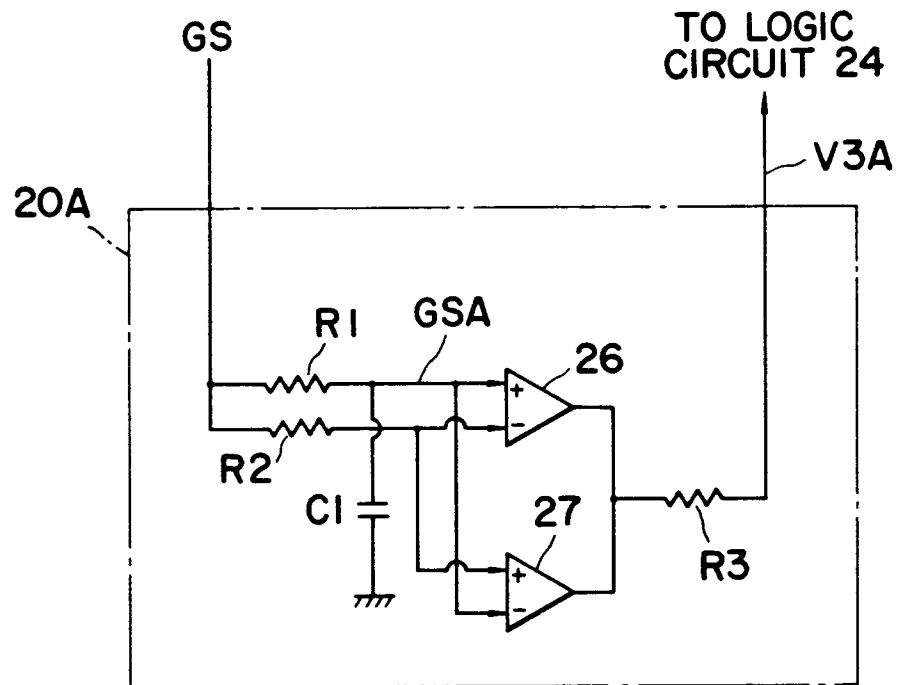 GS
TO LOGIC
CIRCUIT 24
V3A
20A
R1
GSA
26
+
−
R2
C1
27
+
−
R3